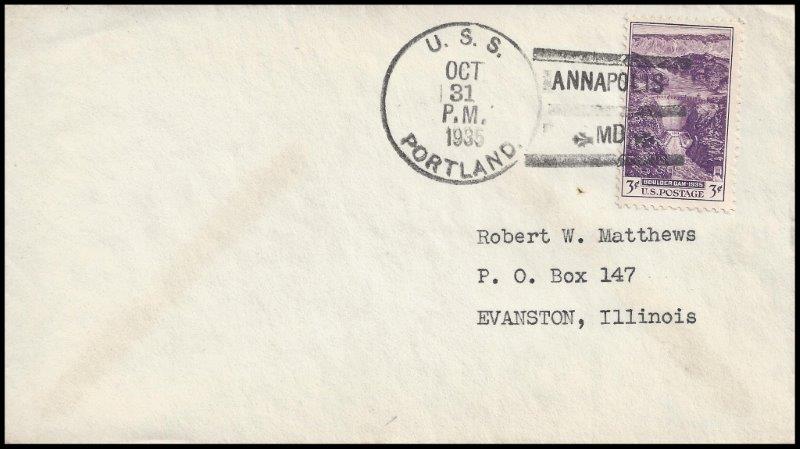 U. S. S.
OCT
31
P.M.
1935
PORTLAND.
ANNAPOLIS
MD
BOULDER DAM-1935
3¢ U.S. POSTAGE 3¢
Robert W. Matthews
P. O. Box 147
EVANSTON, Illinois